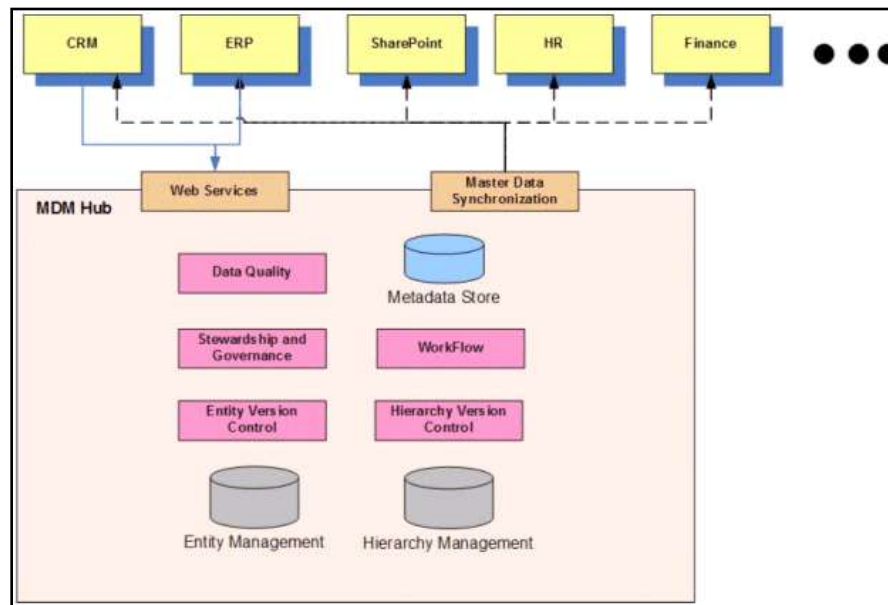 CRM
ERP
SharePoint
HR
Finance
Web Services
Master Data
Synchronization
MDM Hub
Data Quality
Metadata Store
Stewardship and
Governance
WorkFlow
Entity Version
Control
Hierarchy Version
Control
Entity Management
Hierarchy Management